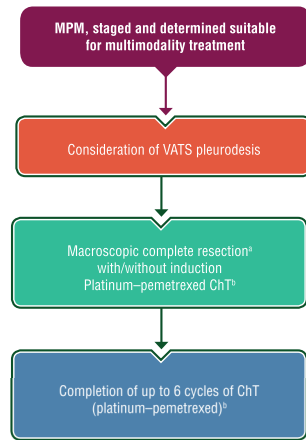 MPM, staged and determined suitable
for multimodality treatment
Consideration of VATS pleurodesis
Macroscopic complete resectionᵃ
with/without induction
Platinum–pemetrexed ChTᵇ
Completion of up to 6 cycles of ChT
(platinum–pemetrexed)ᵇ